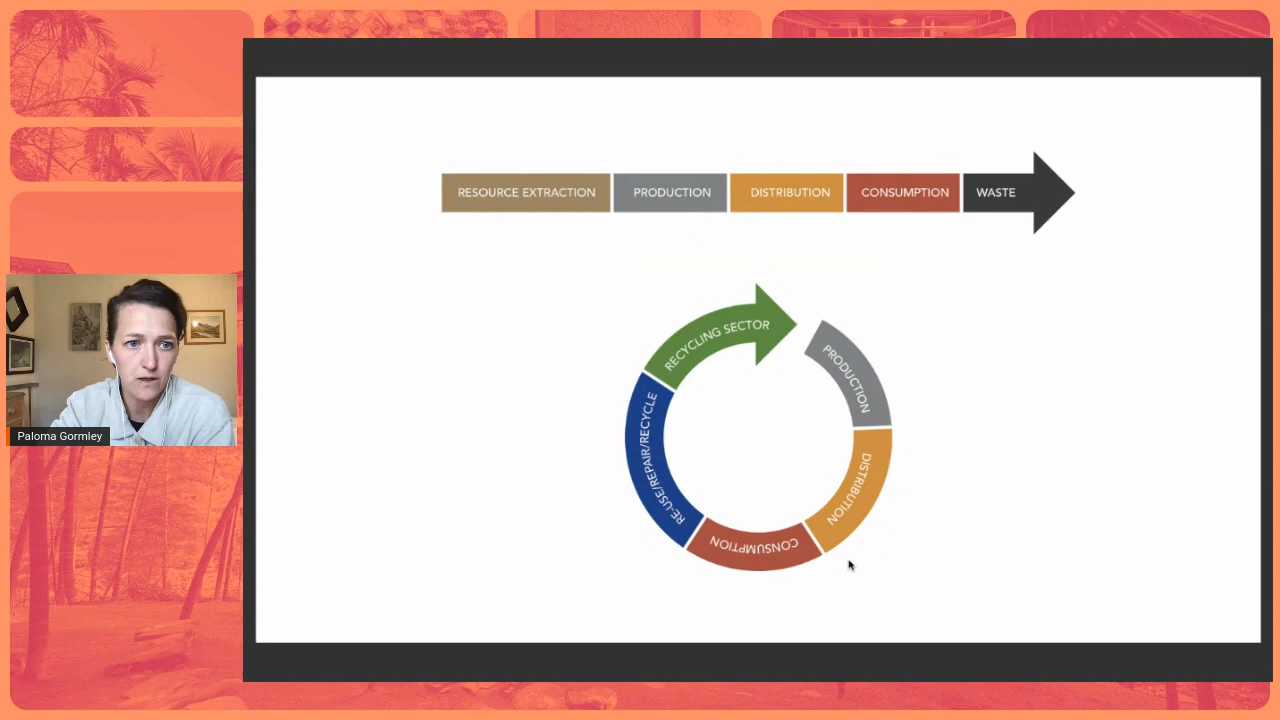 RESOURCE EXTRACTION PRODUCTION DISTRIBUTION CONSUMPTION WASTE
RECYCLING SECTOR
PRODUCTION
DISTRIBUTION
CONSUMPTION
RE-USE/REPAIR/RECYCLE
Paloma Gormley